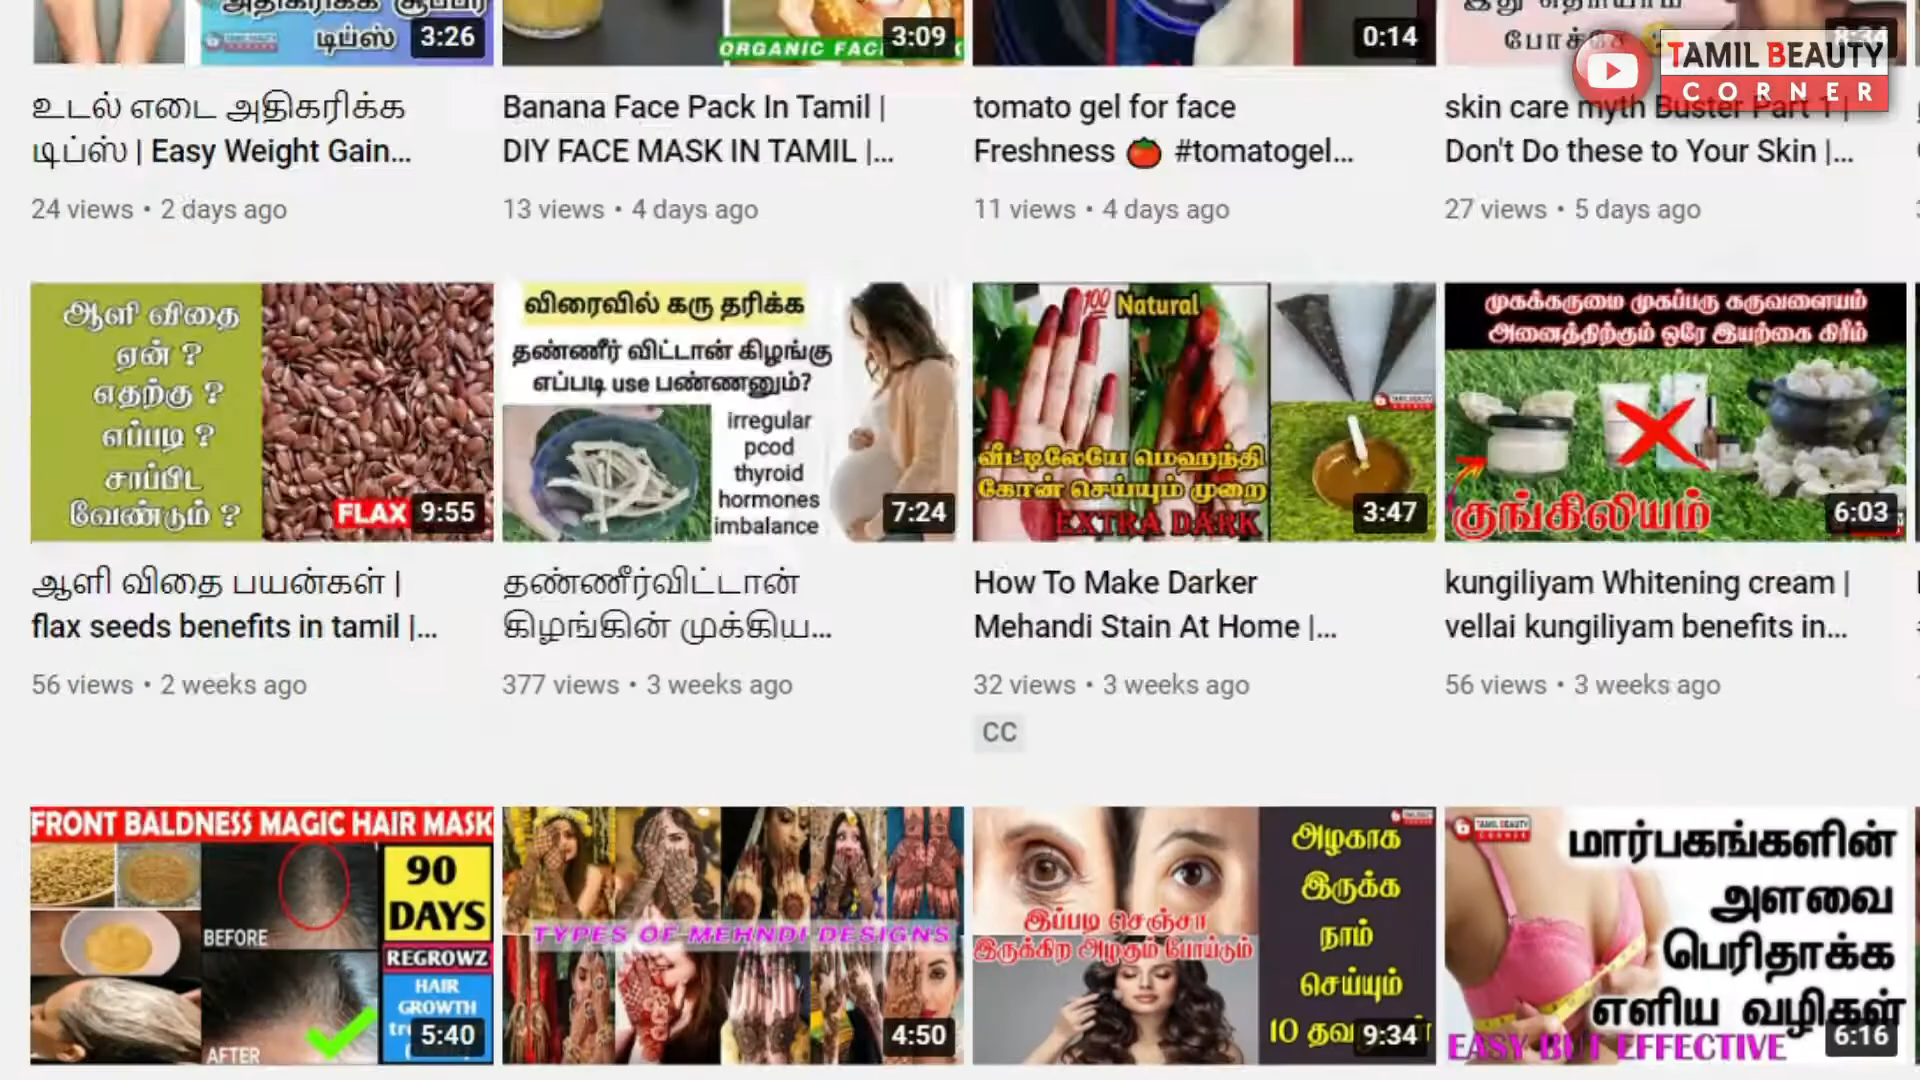 டிப்ஸ்
3:26
ORGANIC FAC
3:09
0:14
TAMIL BEAUTY
CORNER
உடல் எடை அதிகரிக்க
டிப்ஸ் | Easy Weight Gain...
24 views • 2 days ago
Banana Face Pack In Tamil |
DIY FACE MASK IN TAMIL |...
13 views • 4 days ago
tomato gel for face
Freshness 🍅 #tomatogel...
11 views • 4 days ago
skin care myth Buster Part 1 |
Don't Do these to Your Skin |...
27 views • 5 days ago
ஆளி விதை
ஏன் ?
எதற்கு ?
எப்படி ?
சாப்பிட
வேண்டும் ?
FLAX
9:55
விரைவில் கரு தரிக்க
தண்ணீர் விட்டான் கிழங்கு
எப்படி use பண்ணனும்?
irregular
pcod
thyroid
hormones
imbalance
7:24
100 Natural
வீட்டிலேயே மெஹந்தி
கோன் செய்யும் முறை
EXTRA DARK
3:47
முகக்கருமை முகப்பரு கருவளையம்
அனைத்திற்கும் ஒரே இயற்கை கிரீம்
குங்கிலியம்
6:03
ஆளி விதை பயன்கள் |
flax seeds benefits in tamil |...
56 views • 2 weeks ago
தண்ணீர்விட்டான்
கிழங்கின் முக்கிய...
377 views • 3 weeks ago
How To Make Darker
Mehandi Stain At Home |...
32 views • 3 weeks ago
CC
kungiliyam Whitening cream |
vellai kungiliyam benefits in...
56 views • 3 weeks ago
FRONT BALDNESS MAGIC HAIR MASK
90
DAYS
BEFORE
REGROWZ
HAIR
GROWTH
AFTER
5:40
TYPES OF MEHNDI DESIGNS
4:50
இப்படி செஞ்சா
இருக்கிற அழகும் போய்டும்
அழகாக
இருக்க
நாம்
செய்யும்
10
9:34
TAMIL BEAUTY
CORNER
மார்பகங்களின்
அளவை
பெரிதாக்க
எளிய வழிகள்
EASY BUT EFFECTIVE
6:16